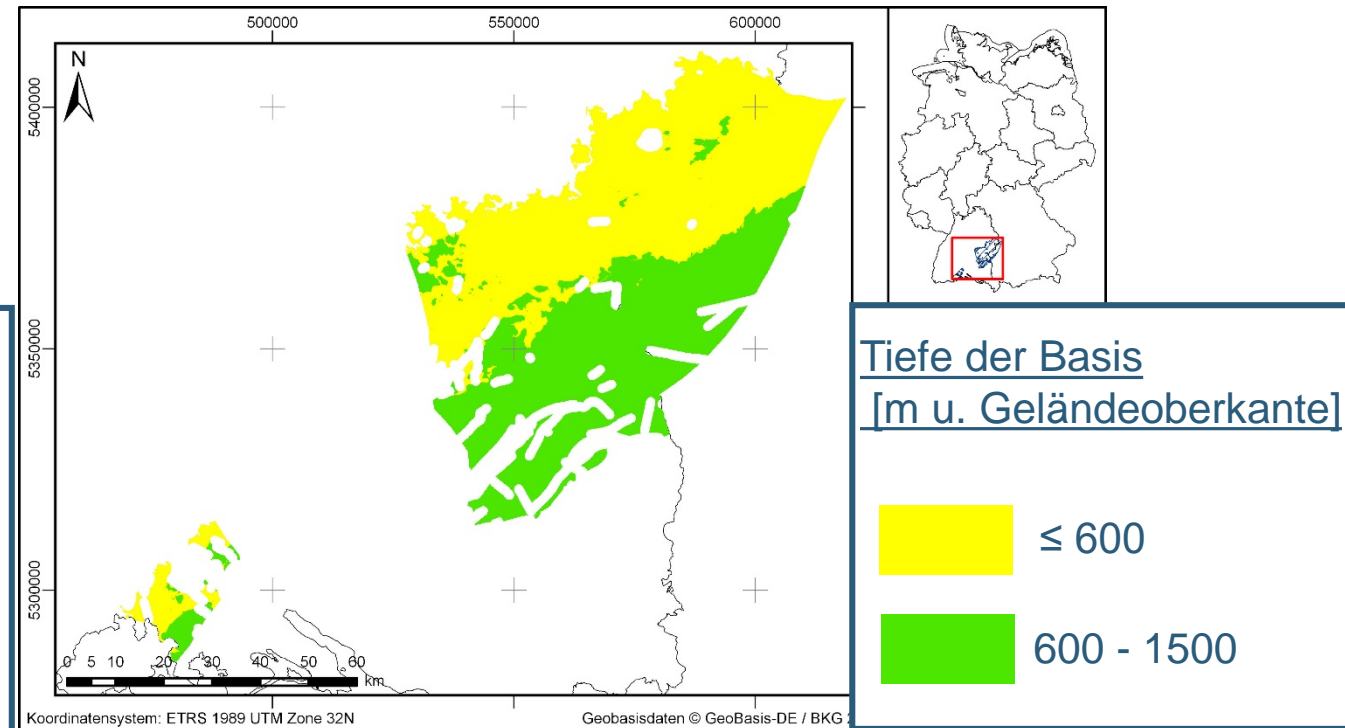 500000 550000 600000
N
5400000
5350000
5300000
0 5 10 20 30 40 50 60
km
Koordinatensystem: ETRS 1989 UTM Zone 32N
Geobasisdaten © GeoBasis-DE / BKG
Tiefe der Basis
[m u. Geländeoberkante]
≤ 600
600 - 1500